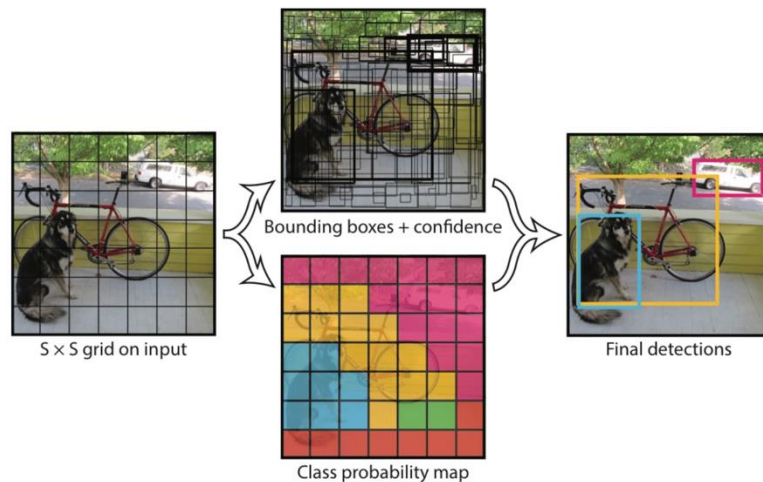 Bounding boxes + confidence
S × S grid on input
Final detections
Class probability map